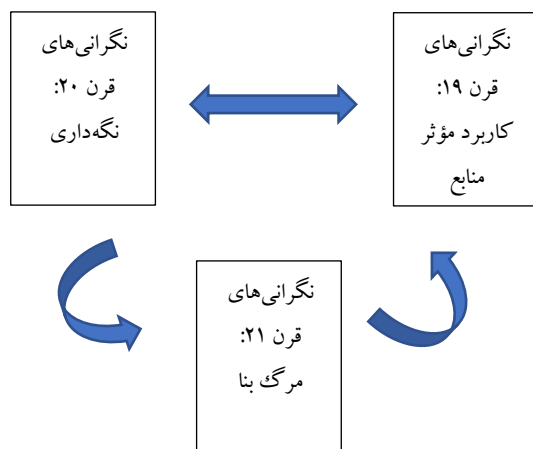 نگرانی‌های
قرن ۱۹:
کاربرد مؤثر
منابع
نگرانی‌های
قرن ۲۰:
نگه‌داری
نگرانی‌های
قرن ۲۱:
مرگ بنا